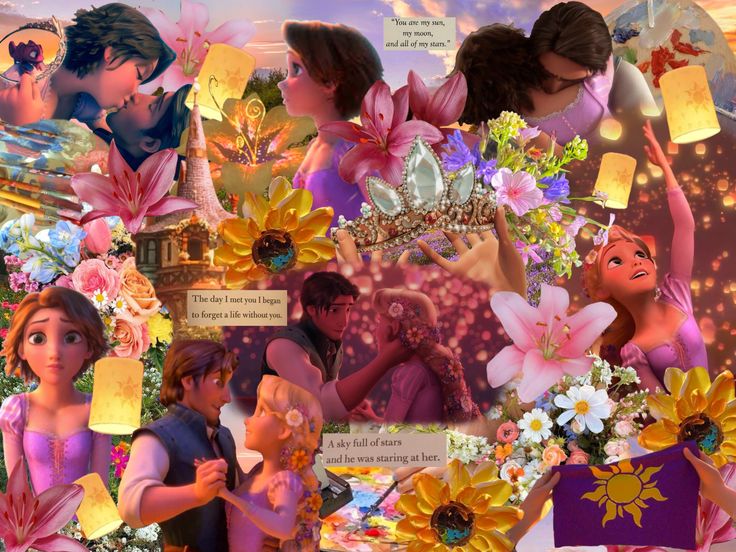 "You are my sun,
my moon,
and all of my stars."
The day I met you I began
to forget a life without you.
A sky full of stars
and he was staring at her.